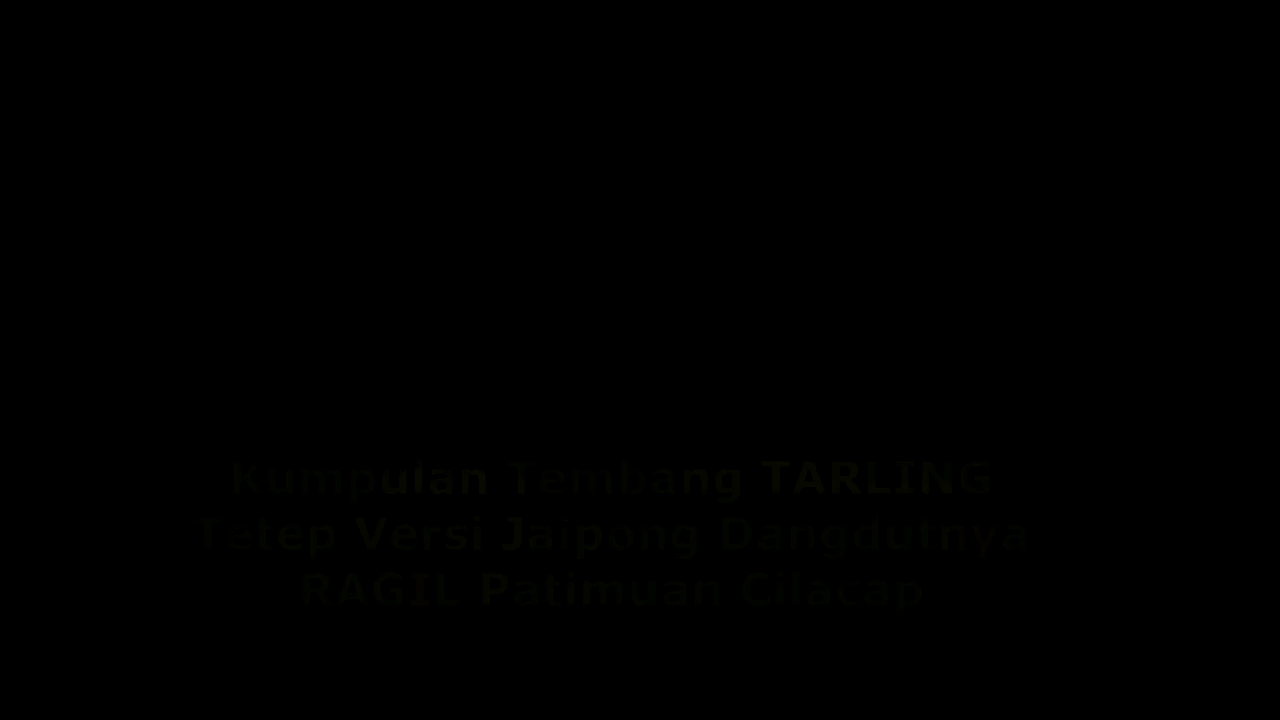 Kumpulan Tembang TARLING
Tetep Versi Jaipong Dangdutnya
RAGIL Patimuan Cilacap